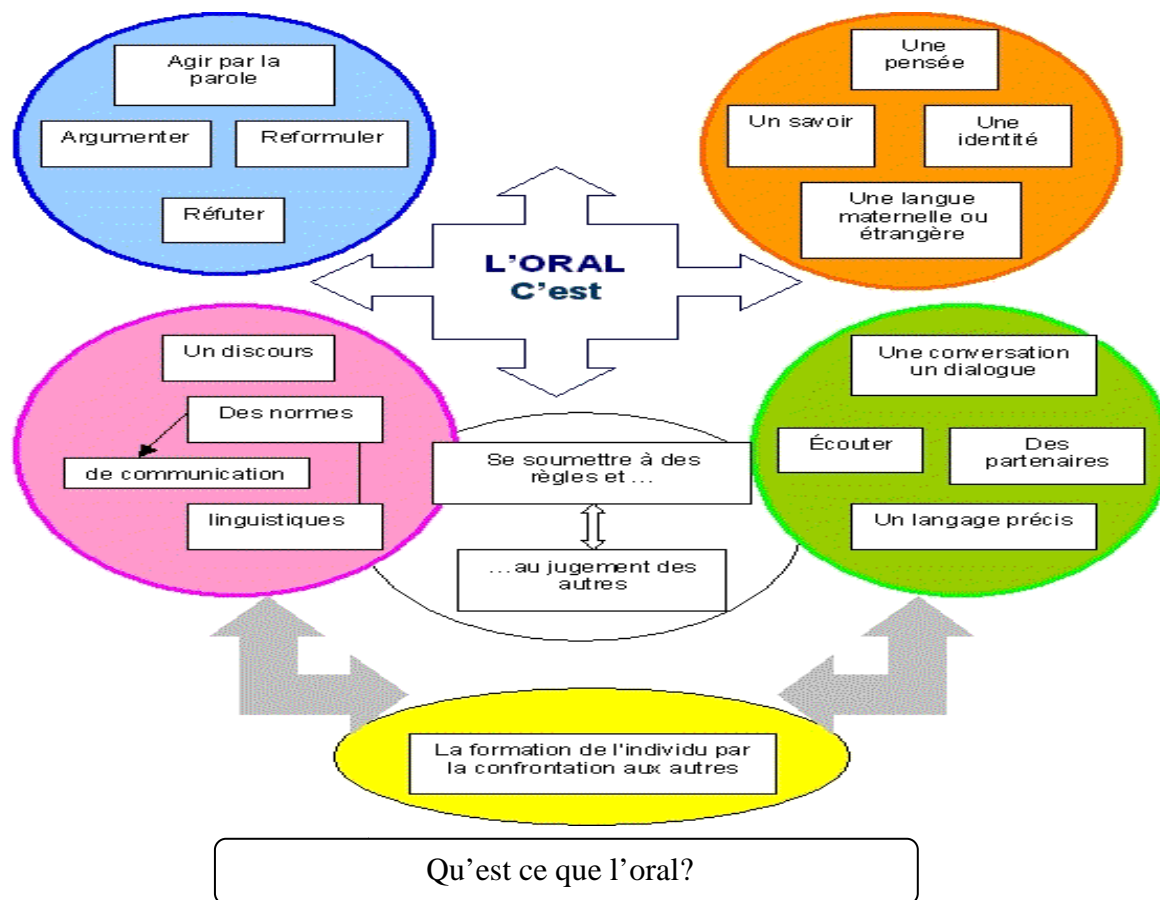 Agir par la
parole
Argumenter
Reformuler
Réfuter
Une
pensée
Un savoir
Une
identité
Une langue
maternelle ou
étrangère
L'ORAL
C'est
Un discours
Des normes
de communication
linguistiques
Se soumettre à des
règles et ...
...au jugement des
autres
Une conversation
un dialogue
Écouter
Des
partenaires
Un langage précis
La formation de l'individu par
la confrontation aux autres
Qu'est ce que l'oral?